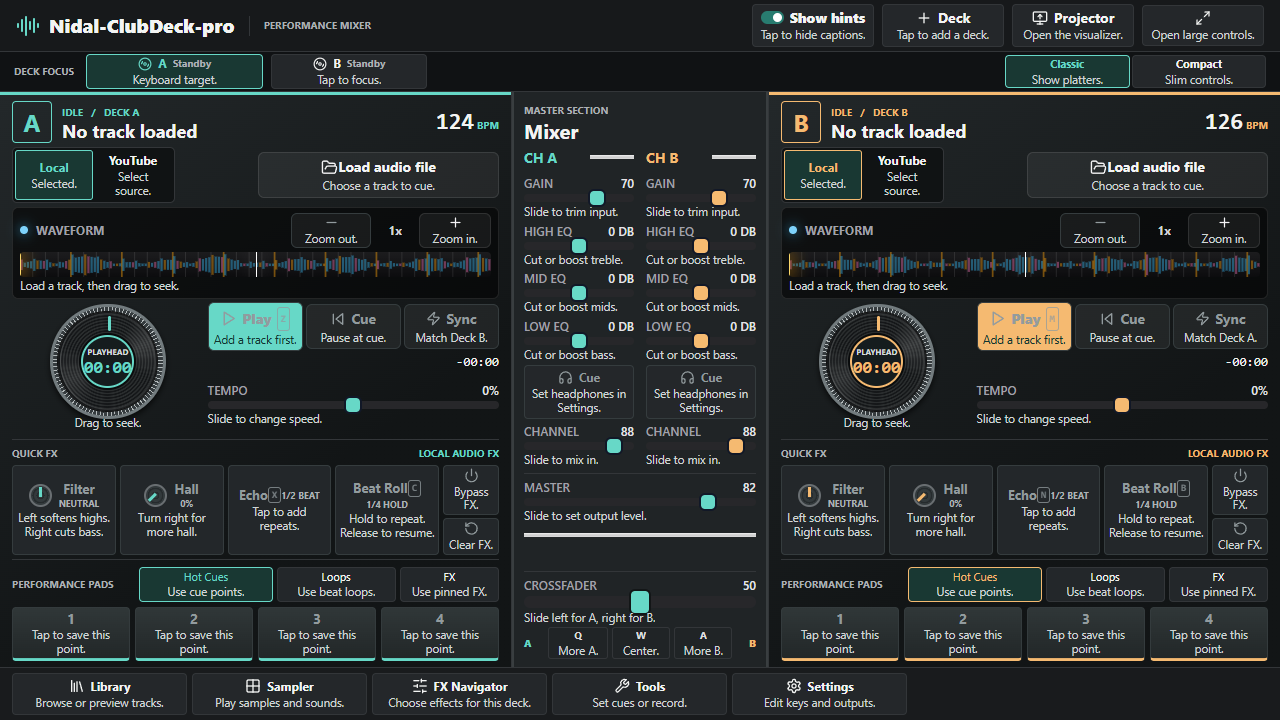 Nidal-ClubDeck-pro
PERFORMANCE MIXER
Show hints
Tap to hide captions.
Deck
Tap to add a deck.
Projector
Open the visualizer.
Open large controls.
DECK FOCUS
A Standby
Keyboard target.
B Standby
Tap to focus.
Classic
Show platters.
Compact
Slim controls.
A
IDLE / DECK A
No track loaded
124 BPM
Local
Selected.
YouTube
Select
source.
Load audio file
Choose a track to cue.
WAVEFORM
Zoom out.
1x
Zoom in.
Load a track, then drag to seek.
PLAYHEAD
00:00
Drag to seek.
Play Z
Add a track first.
Cue
Pause at cue.
Sync
Match Deck B.
-00:00
TEMPO 0%
Slide to change speed.
QUICK FX
LOCAL AUDIO FX
Filter
NEUTRAL
Left softens highs.
Right cuts bass.
Hall
0%
Turn right for
more hall.
Echo X 1/2 BEAT
Tap to add
repeats.
Beat Roll C
1/4 HOLD
Hold to repeat.
Release to resume.
Bypass
FX.
Clear FX.
PERFORMANCE PADS
Hot Cues
Use cue points.
Loops
Use beat loops.
FX
Use pinned FX.
1
Tap to save this
point.
2
Tap to save this
point.
3
Tap to save this
point.
4
Tap to save this
point.
MASTER SECTION
Mixer
CH A
GAIN 70
Slide to trim input.
HIGH EQ 0 DB
Cut or boost treble.
MID EQ 0 DB
Cut or boost mids.
LOW EQ 0 DB
Cut or boost bass.
Cue
Set headphones in
Settings.
CHANNEL 88
Slide to mix in.
CH B
GAIN 70
Slide to trim input.
HIGH EQ 0 DB
Cut or boost treble.
MID EQ 0 DB
Cut or boost mids.
LOW EQ 0 DB
Cut or boost bass.
Cue
Set headphones in
Settings.
CHANNEL 88
Slide to mix in.
MASTER 82
Slide to set output level.
CROSSFADER 50
Slide left for A, right for B.
A
Q
More A.
W
Center.
A
More B.
B
B
IDLE / DECK B
No track loaded
126 BPM
Local
Selected.
YouTube
Select
source.
Load audio file
Choose a track to cue.
WAVEFORM
Zoom out.
1x
Zoom in.
Load a track, then drag to seek.
PLAYHEAD
00:00
Drag to seek.
Play M
Add a track first.
Cue
Pause at cue.
Sync
Match Deck A.
-00:00
TEMPO 0%
Slide to change speed.
QUICK FX
LOCAL AUDIO FX
Filter
NEUTRAL
Left softens highs.
Right cuts bass.
Hall
0%
Turn right for
more hall.
Echo N 1/2 BEAT
Tap to add
repeats.
Beat Roll B
1/4 HOLD
Hold to repeat.
Release to resume.
Bypass
FX.
Clear FX.
PERFORMANCE PADS
Hot Cues
Use cue points.
Loops
Use beat loops.
FX
Use pinned FX.
1
Tap to save this
point.
2
Tap to save this
point.
3
Tap to save this
point.
4
Tap to save this
point.
Library
Browse or preview tracks.
Sampler
Play samples and sounds.
FX Navigator
Choose effects for this deck.
Tools
Set cues or record.
Settings
Edit keys and outputs.